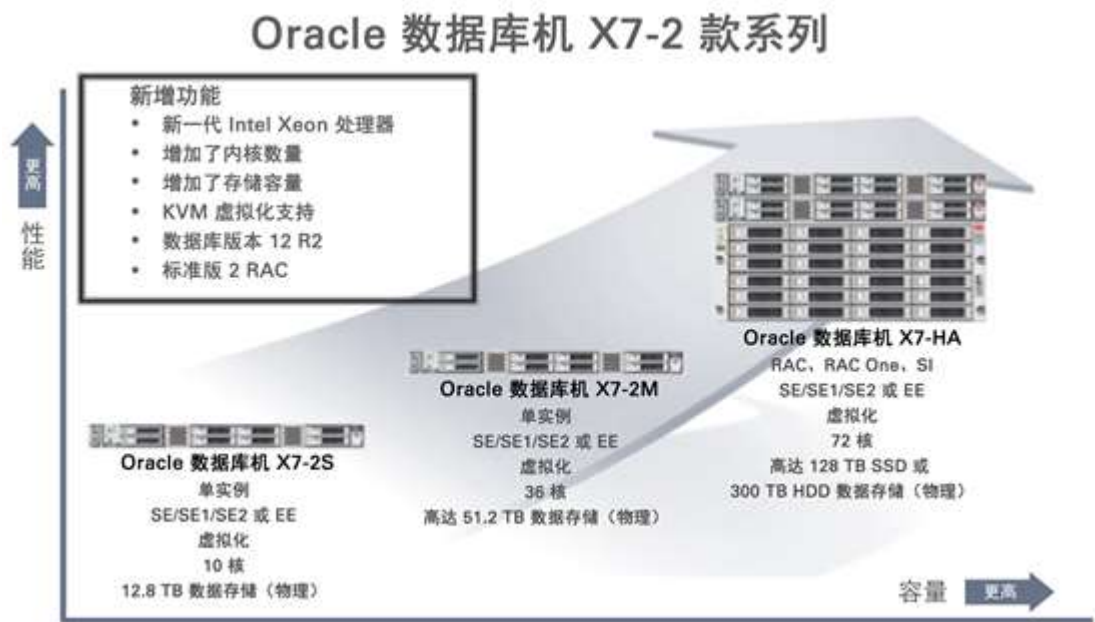 Oracle 数据库机 X7-2 款系列
新增功能
• 新一代 Intel Xeon 处理器
• 增加了内核数量
• 增加了存储容量
• KVM 虚拟化支持
• 数据库版本 12 R2
• 标准版 2 RAC
更高
性能
Oracle 数据库机 X7-2S
单实例
SE/SE1/SE2 或 EE
虚拟化
10 核
12.8 TB 数据存储（物理）
Oracle 数据库机 X7-2M
单实例
SE/SE1/SE2 或 EE
虚拟化
36 核
高达 51.2 TB 数据存储（物理）
Oracle 数据库机 X7-HA
RAC、RAC One、SI
SE/SE1/SE2 或 EE
虚拟化
72 核
高达 128 TB SSD 或
300 TB HDD 数据存储（物理）
容量 更高